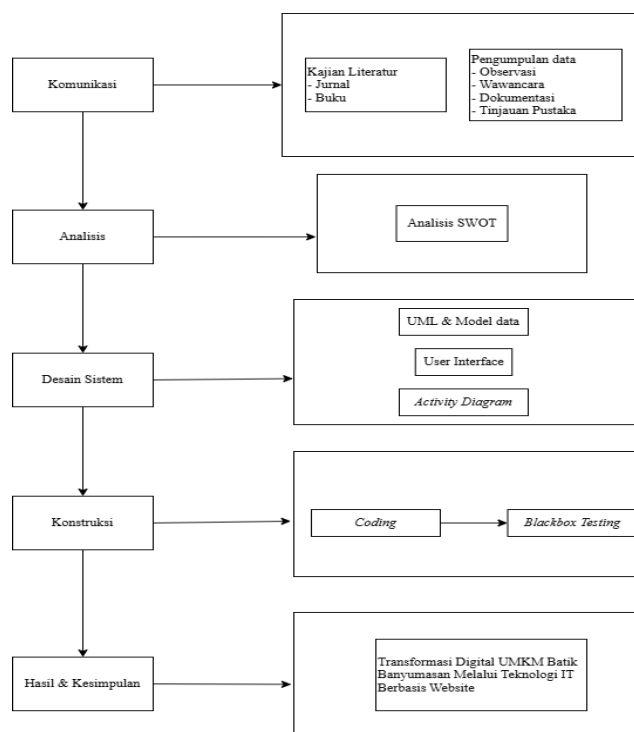 Komunikasi
Kajian Literatur
- Jurnal
- Buku
Pengumpulan data
- Observasi
- Wawancara
- Dokumentasi
- Tinjauan Pustaka
Analisis
Analisis SWOT
Desain Sistem
UML & Model data
User Interface
Activity Diagram
Konstruksi
Coding
Blackbox Testing
Hasil & Kesimpulan
Transformasi Digital UMKM Batik
Banyumasan Melalui Teknologi IT
Berbasis Website